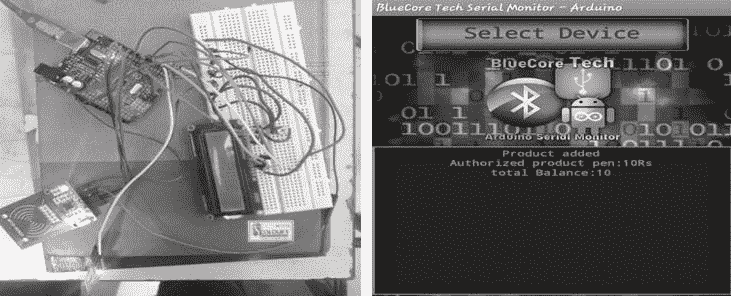 BlueCore Tech Serial Monitor - Arduino
Select Device
BlueCore Tech
Arduino Serial Monitor
Product added
Authorized product pen:10Rs
total Balance:10